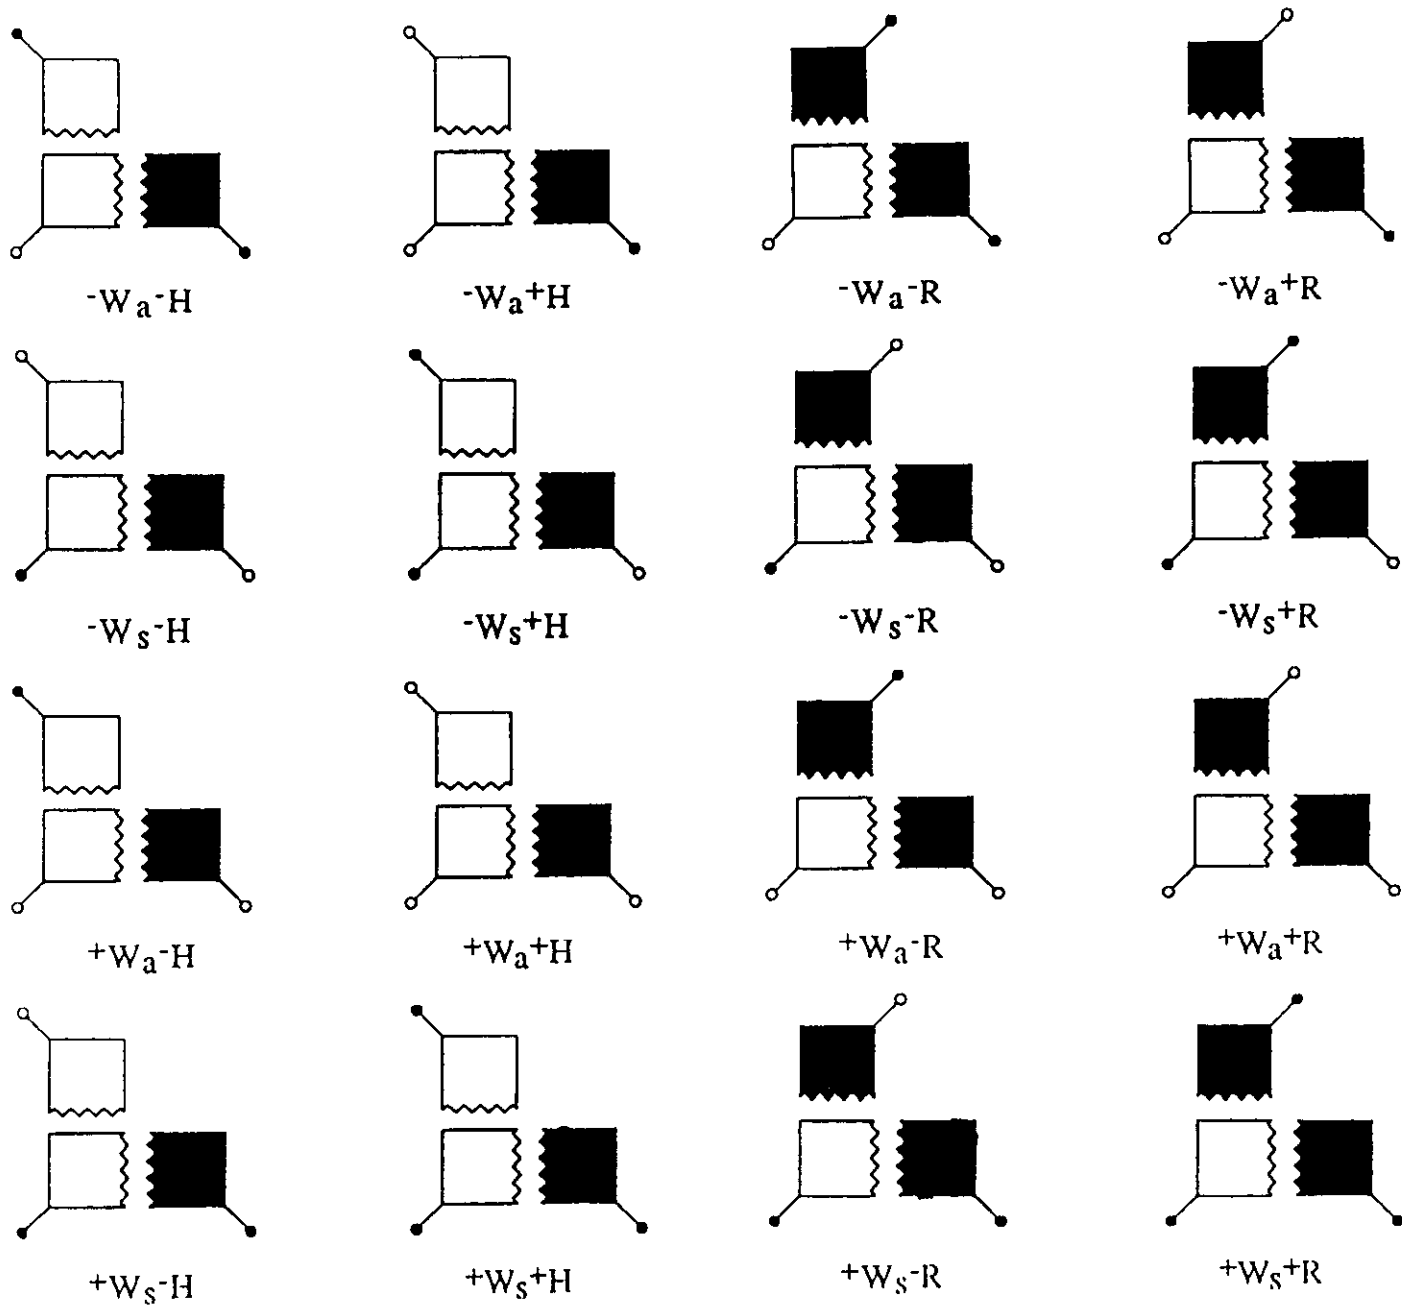 -Wa-H -Wa+H -Wa-R -Wa+R
-Ws-H -Ws+H -Ws-R -Ws+R
+Wa-H +Wa+H +Wa-R +Wa+R
+Ws-H +Ws+H +Ws-R +Ws+R